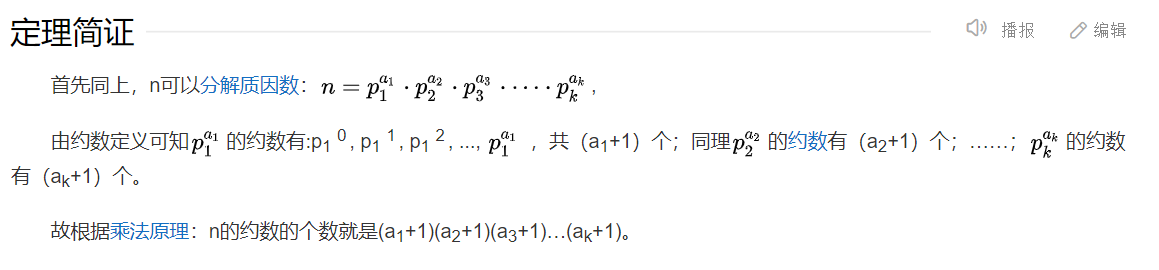 定理简证 播报 编辑
首先同上，n可以分解质因数：n = p₁^{a₁} · p₂^{a₂} · p₃^{a₃} · ⋯ · p_k^{a_k} ,
由约数定义可知p₁^{a₁} 的约数有:p₁⁰, p₁¹, p₁², ..., p₁^{a₁} ，共（a₁+1）个；同理p₂^{a₂} 的约数有（a₂+1）个；……；p_k^{a_k} 的约数
有（aₖ+1）个。
故根据乘法原理：n的约数的个数就是(a₁+1)(a₂+1)(a₃+1)…(aₖ+1)。